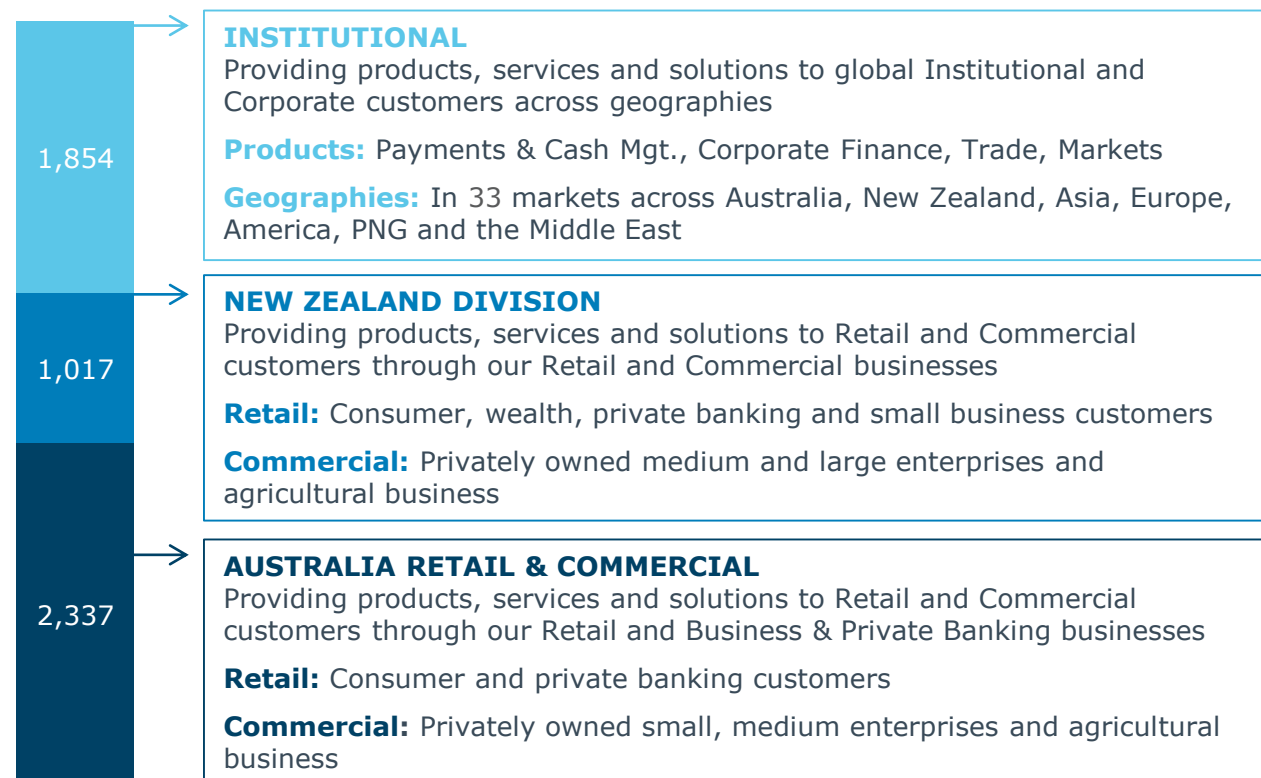 1,854
INSTITUTIONAL
Providing products, services and solutions to global Institutional and
Corporate customers across geographies
Products: Payments & Cash Mgt., Corporate Finance, Trade, Markets
Geographies: In 33 markets across Australia, New Zealand, Asia, Europe,
America, PNG and the Middle East
1,017
NEW ZEALAND DIVISION
Providing products, services and solutions to Retail and Commercial
customers through our Retail and Commercial businesses
Retail: Consumer, wealth, private banking and small business customers
Commercial: Privately owned medium and large enterprises and
agricultural business
2,337
AUSTRALIA RETAIL & COMMERCIAL
Providing products, services and solutions to Retail and Commercial
customers through our Retail and Business & Private Banking businesses
Retail: Consumer and private banking customers
Commercial: Privately owned small, medium enterprises and agricultural
business